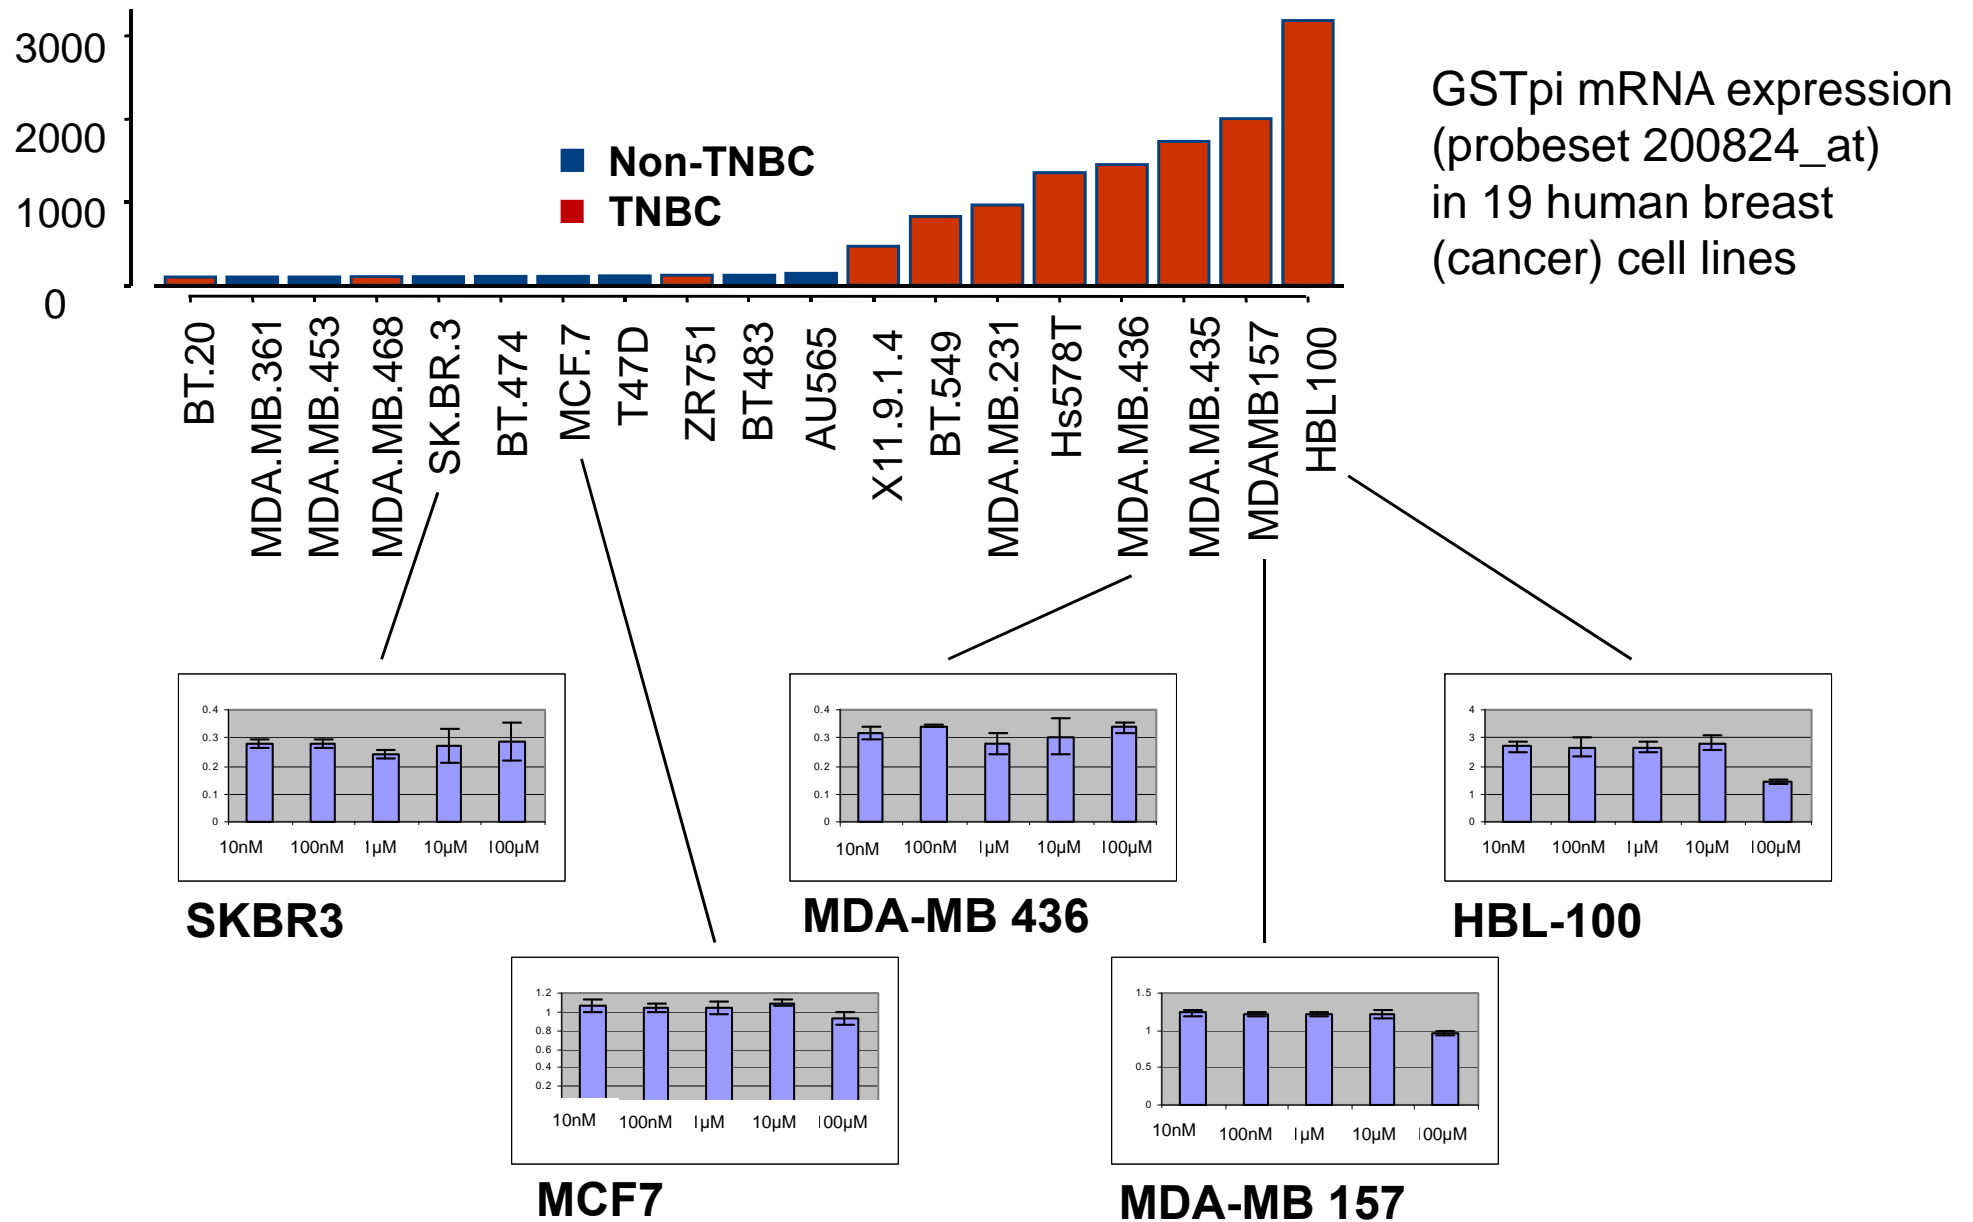 3000
2000
1000
0
Non-TNBC
TNBC
GSTpi mRNA expression
(probeset 200824_at)
in 19 human breast
(cancer) cell lines
BT.20
MDA.MB.361
MDA.MB.453
MDA.MB.468
SK.BR.3
BT.474
MCF.7
T47D
ZR751
BT483
AU565
X11.9.1.4
BT.549
MDA.MB.231
Hs578T
MDA.MB.436
MDA.MB.435
MDAMB157
HBL100
0.4
0.3
0.2
0.1
0
10nM 100nM 1µM 10µM 100µM
SKBR3
0.4
0.3
0.2
0.1
0
10nM 100nM 1µM 10µM 100µM
MDA-MB 436
4
3
2
1
0
10nM 100nM 1µM 10µM 100µM
HBL-100
1.2
1
0.8
0.6
0.4
0.2
10nM 100nM 1µM 10µM 100µM
MCF7
1.5
1
0.5
0
10nM 100nM 1µM 10µM 100µM
MDA-MB 157